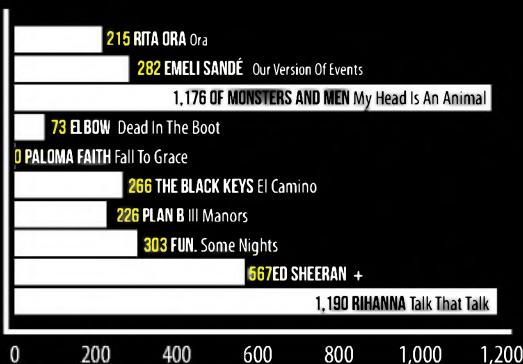 215 RITA ORA Ora
282 EMELI SANDÉ Our Version Of Events
1,176 OF MONSTERS AND MEN My Head Is An Animal
73 ELBOW Dead In The Boot
0 PALOMA FAITH Fall To Grace
266 THE BLACK KEYS El Camino
226 PLAN B Ill Manors
303 FUN. Some Nights
567ED SHEERAN +
1,190 RIHANNA Talk That Talk
0 200 400 600 800 1,000 1,200